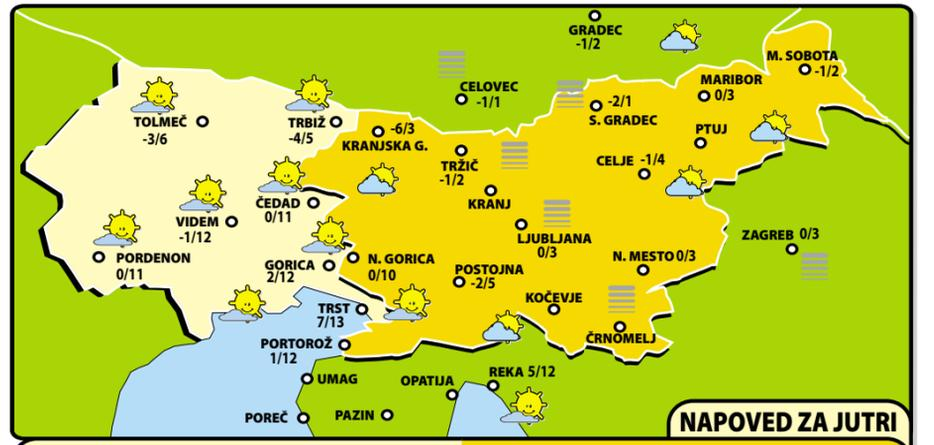 GRADEC
-1/2
M. SOBOTA
-1/2
MARIBOR
0/3
CELOVEC
-1/1
-2/1
S. GRADEC
PTUJ
TOLMEČ
-3/6
TRBIŽ
-4/5
-6/3
KRANJSKA G.
TRŽIČ
-1/2
CELJE -1/4
KRANJ
ČEDAD
0/11
VIDEM
-1/12
LJUBLJANA
0/3
ZAGREB 0/3
PORDENON
0/11
GORICA
2/12
N. GORICA
0/10
POSTOJNA
-2/5
N. MESTO 0/3
KOČEVJE
TRST
7/13
ČRNOMELJ
PORTOROŽ
1/12
UMAG
OPATIJA
REKA 5/12
POREČ
PAZIN
NAPOVED ZA JUTRI